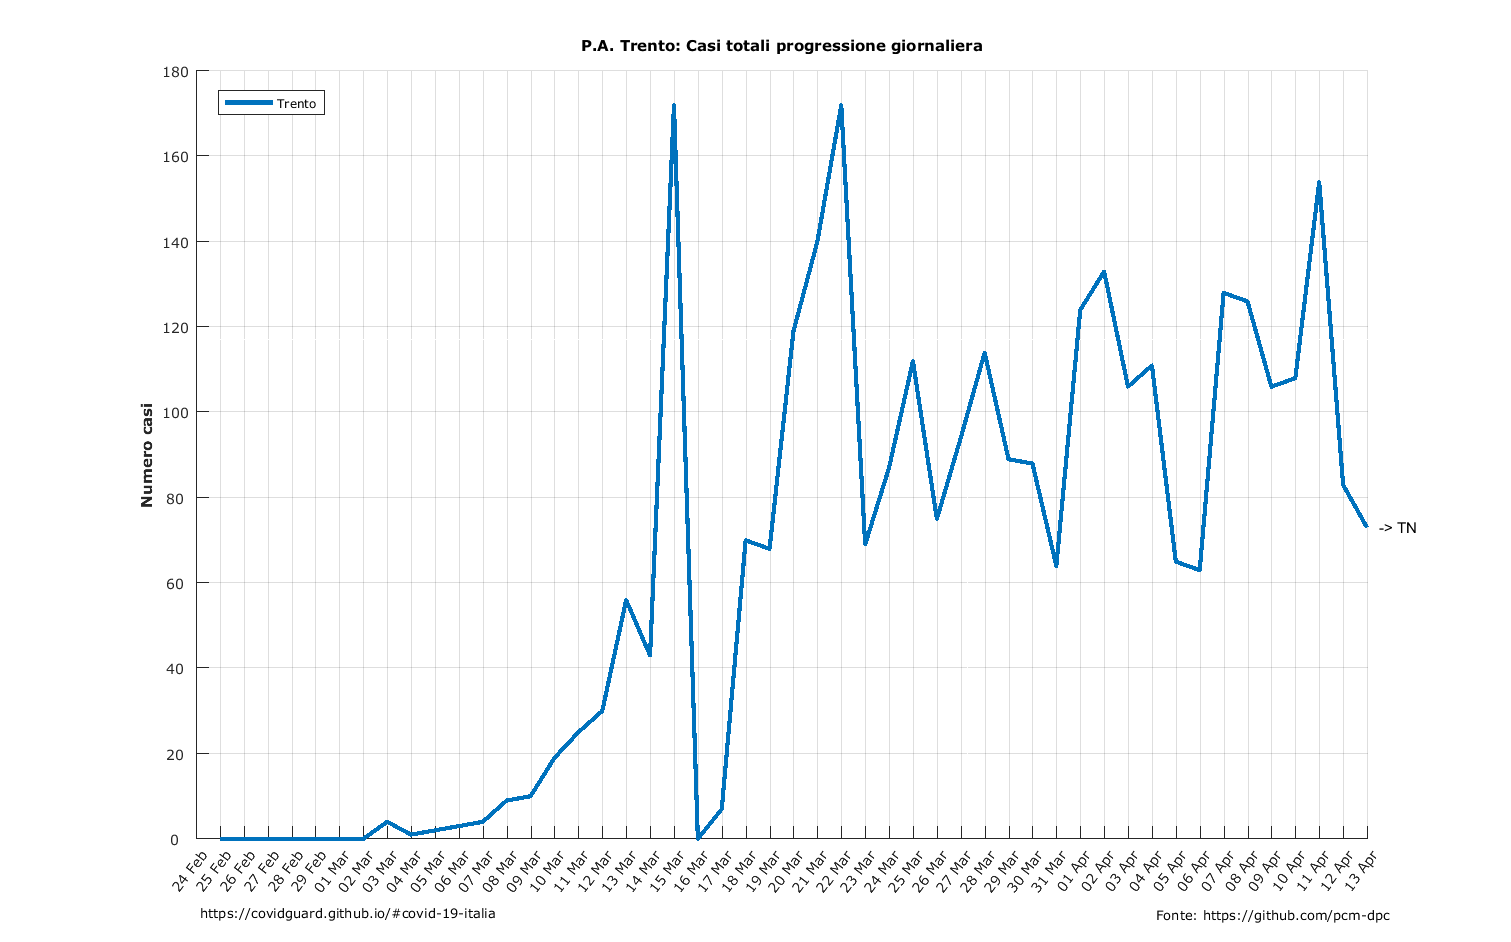 P.A. Trento: Casi totali progressione giornaliera
180
160
140
120
100
80
60
40
20
0
Trento
Numero casi
-> TN
24 Feb
25 Feb
26 Feb
27 Feb
28 Feb
29 Feb
01 Mar
02 Mar
03 Mar
04 Mar
05 Mar
06 Mar
07 Mar
08 Mar
09 Mar
10 Mar
11 Mar
12 Mar
13 Mar
14 Mar
15 Mar
16 Mar
17 Mar
18 Mar
19 Mar
20 Mar
21 Mar
22 Mar
23 Mar
24 Mar
25 Mar
26 Mar
27 Mar
28 Mar
29 Mar
30 Mar
31 Mar
01 Apr
02 Apr
03 Apr
04 Apr
05 Apr
06 Apr
07 Apr
08 Apr
09 Apr
10 Apr
11 Apr
12 Apr
13 Apr
https://covidguard.github.io/#covid-19-italia
Fonte: https://github.com/pcm-dpc